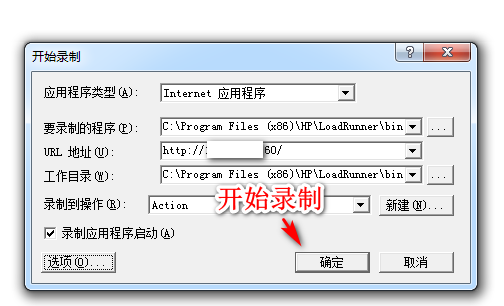 开始录制
应用程序类型(A): Internet 应用程序
要录制的程序(P): C:\Program Files (x86)\HP\LoadRunner\bin ...
URL 地址(U): http:// 60/
工作目录(W): C:\Program Files (x86)\HP\LoadRunner\bin ...
录制到操作(R): Action 新建(N)...
开始录制
录制应用程序启动(A)
选项(O)... 确定 取消